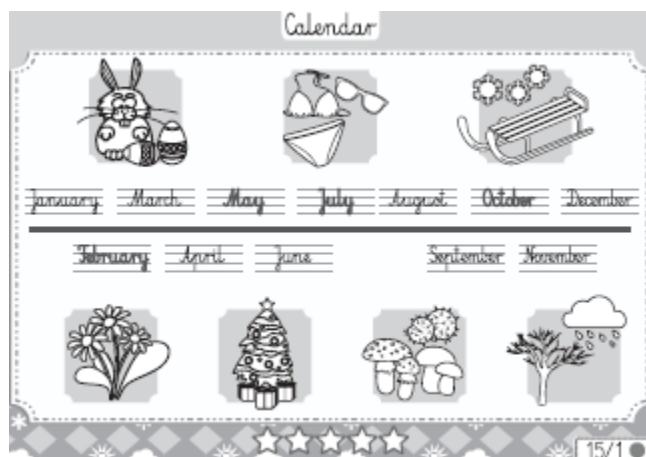 Calendar
January March May July August October December
February April June September November
15/1